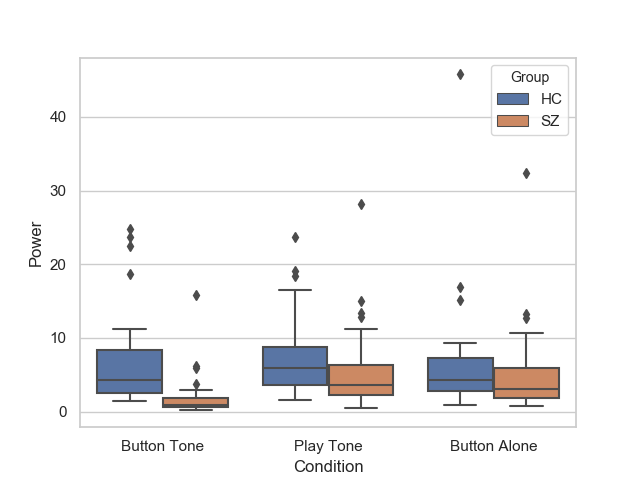 Group
HC
SZ
Power
40
30
20
10
0
Button Tone
Play Tone
Button Alone
Condition